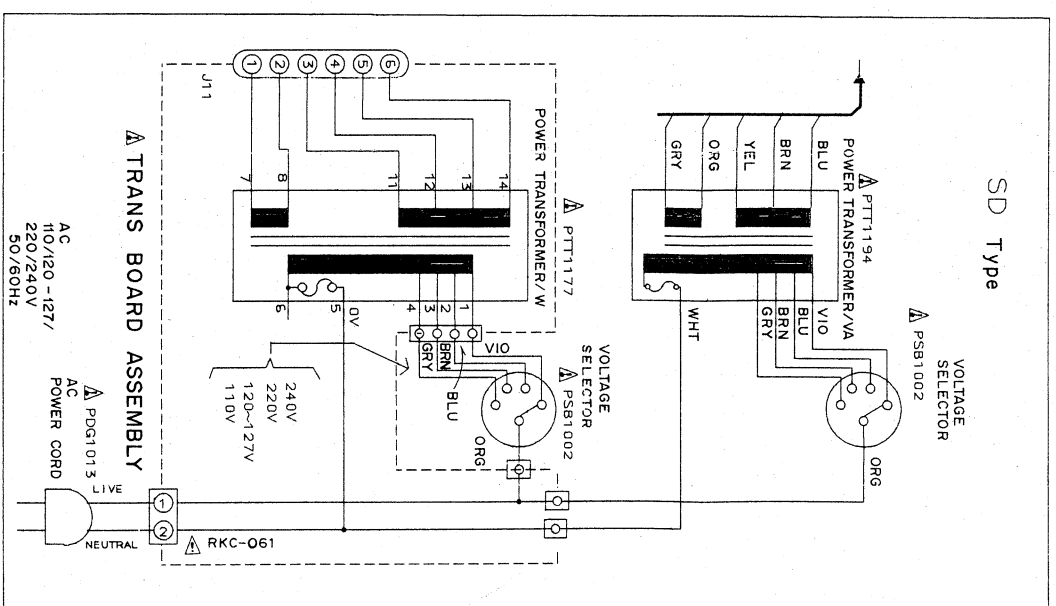 SD Type
BLU
BRN
YEL
ORG
GRY
⚠ PTT1194
POWER TRANSFORMER/VA
VIO
BLU
BRN
GRY
WHT
⚠ PSB1002
VOLTAGE
SELECTOR
ORG
J11
6
5
4
3
2
1
14
13
12
11
8
7
⚠ PTT1177
POWER TRANSFORMER/W
1
2
3
4
5
6
0V
VIO
BLU
BRN
GRY
VOLTAGE
SELECTOR
⚠ PSB1002
ORG
240V
220V
120~127V
110V
⚠ TRANS BOARD ASSEMBLY
AC
110/120-127/
220/240V
50/60Hz
⚠ PDG1013
AC
POWER CORD
LIVE
NEUTRAL
1
2
⚠ RKC-061